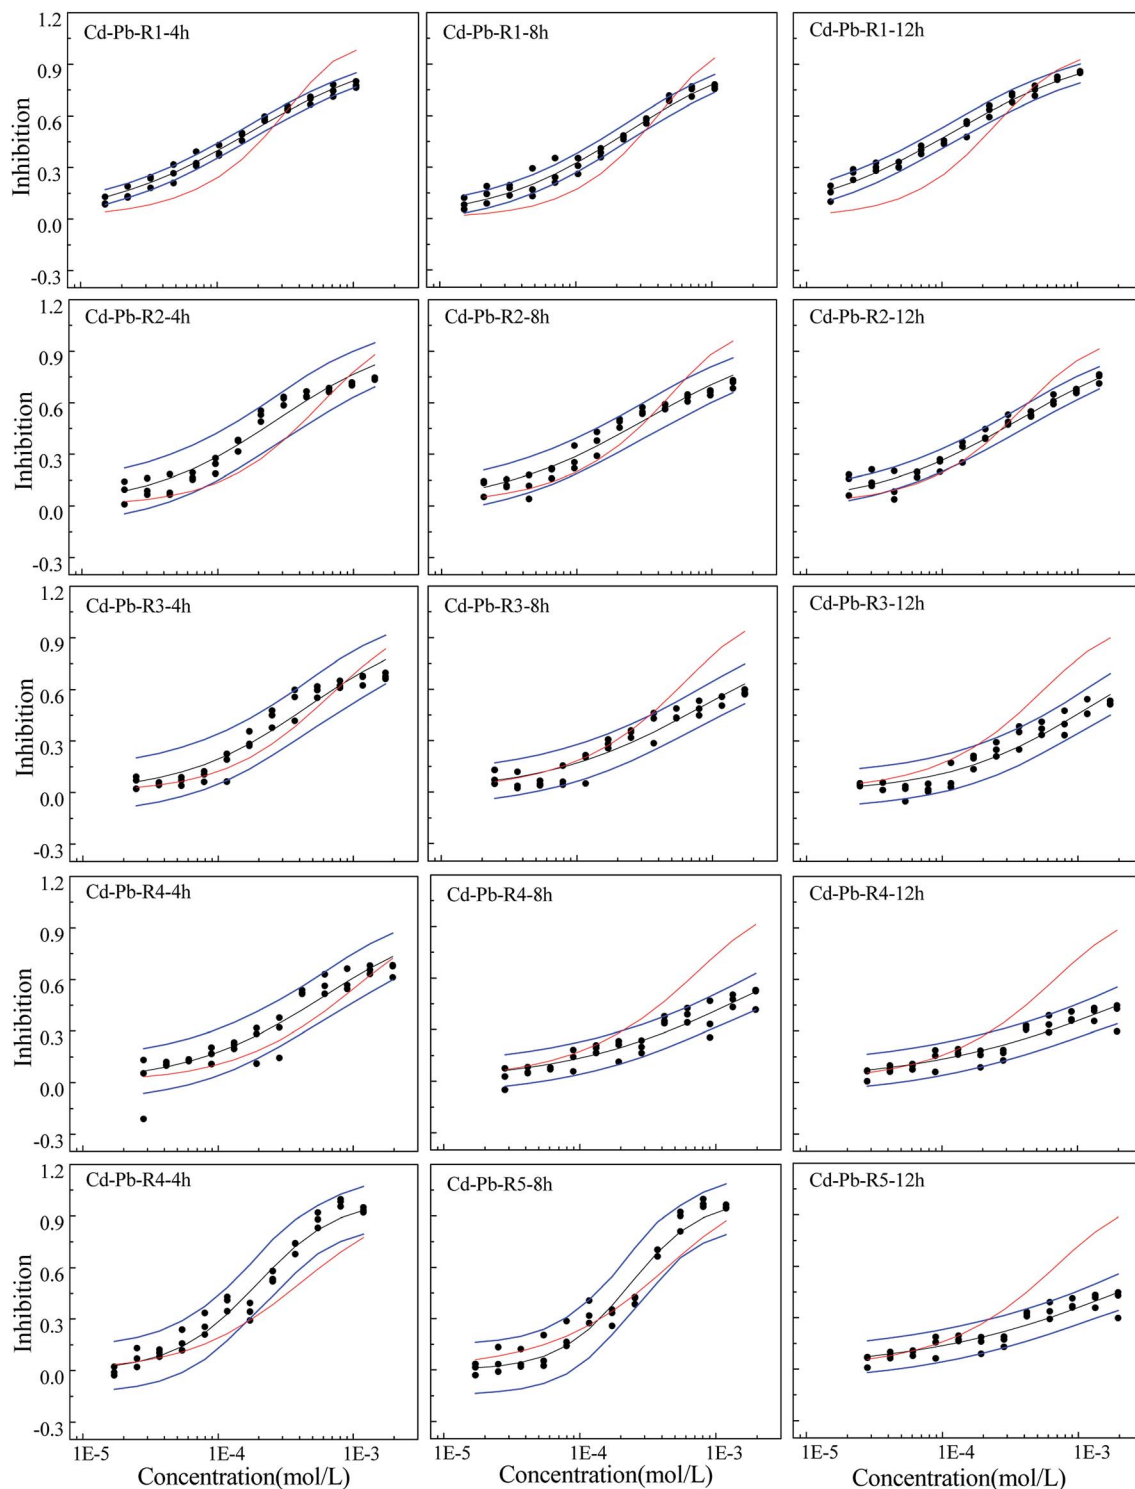 1.2
0.9
0.6
0.3
0.0
-0.3
Inhibition
Cd-Pb-R1-4h
Cd-Pb-R1-8h
Cd-Pb-R1-12h
1.2
0.9
0.6
0.3
0.0
-0.3
Inhibition
Cd-Pb-R2-4h
Cd-Pb-R2-8h
Cd-Pb-R2-12h
1.2
0.9
0.6
0.3
0.0
-0.3
Inhibition
Cd-Pb-R3-4h
Cd-Pb-R3-8h
Cd-Pb-R3-12h
1.2
0.9
0.6
0.3
0.0
-0.3
Inhibition
Cd-Pb-R4-4h
Cd-Pb-R4-8h
Cd-Pb-R4-12h
1.2
0.9
0.6
0.3
0.0
-0.3
Inhibition
Cd-Pb-R4-4h
Cd-Pb-R5-8h
Cd-Pb-R5-12h
1E-5 1E-4 1E-3
1E-5 1E-4 1E-3
1E-5 1E-4 1E-3
Concentration(mol/L)
Concentration(mol/L)
Concentration(mol/L)